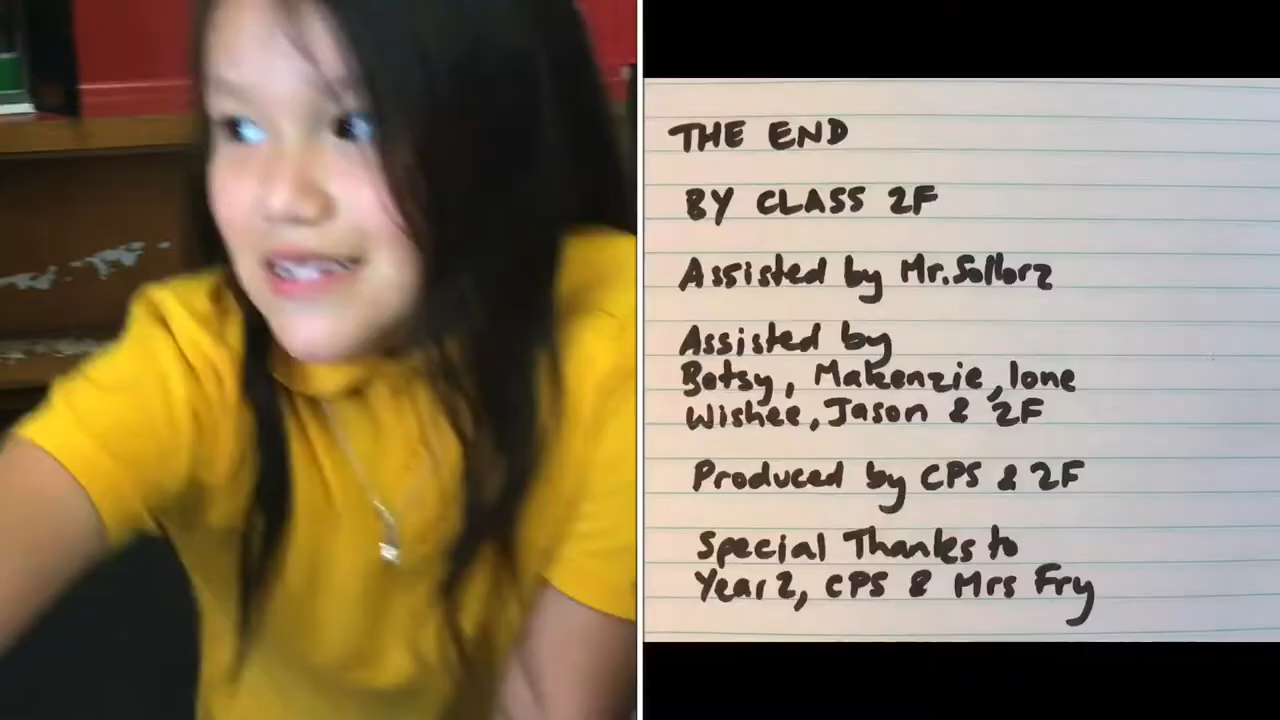 THE END
BY CLASS 2F
Assisted by Mr. Sollorz
Assisted by
Botsy, Makenzie, Ione
Wishee, Jason & 2F
Produced by CPS & 2F
Special Thanks to
Year 2, CPS & Mrs Fry